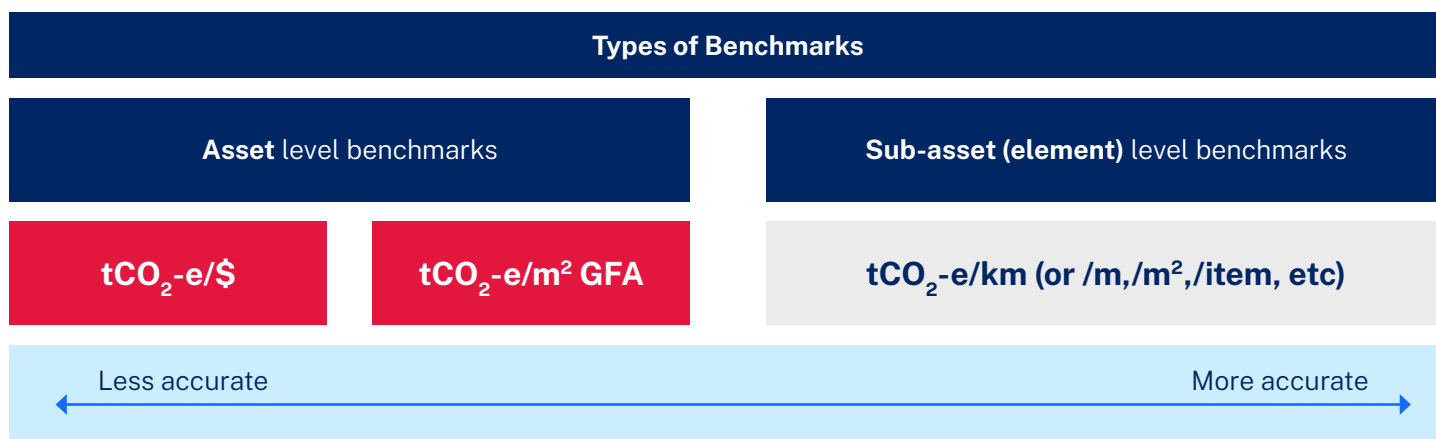 Types of Benchmarks
Asset level benchmarks
Sub-asset (element) level benchmarks
tCO₂-e/$
tCO₂-e/m² GFA
tCO₂-e/km (or /m,/m²,/item, etc)
Less accurate
More accurate